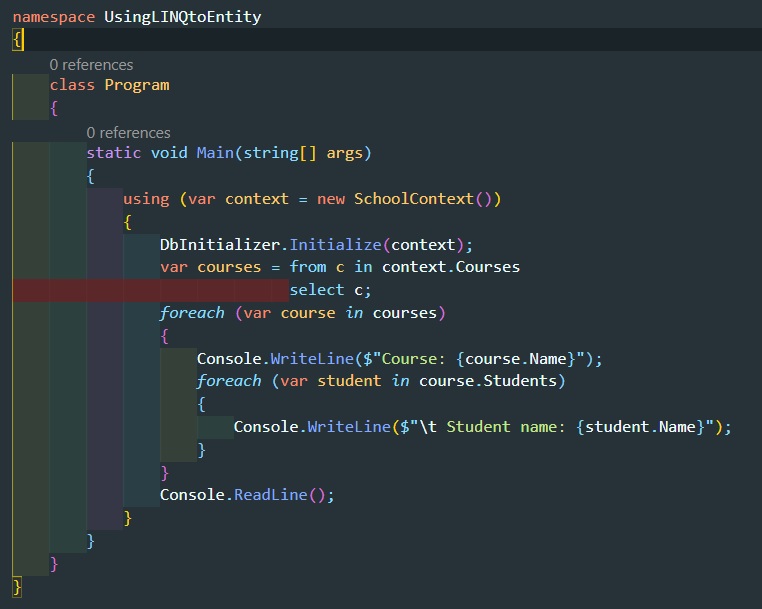 namespace UsingLINQtoEntity
{
0 references
class Program
{
0 references
static void Main(string[] args)
{
using (var context = new SchoolContext())
{
DbInitializer.Initialize(context);
var courses = from c in context.Courses
select c;
foreach (var course in courses)
{
Console.WriteLine($"Course: {course.Name}");
foreach (var student in course.Students)
{
Console.WriteLine($"\t Student name: {student.Name}");
}
}
Console.ReadLine();
}
}
}
}